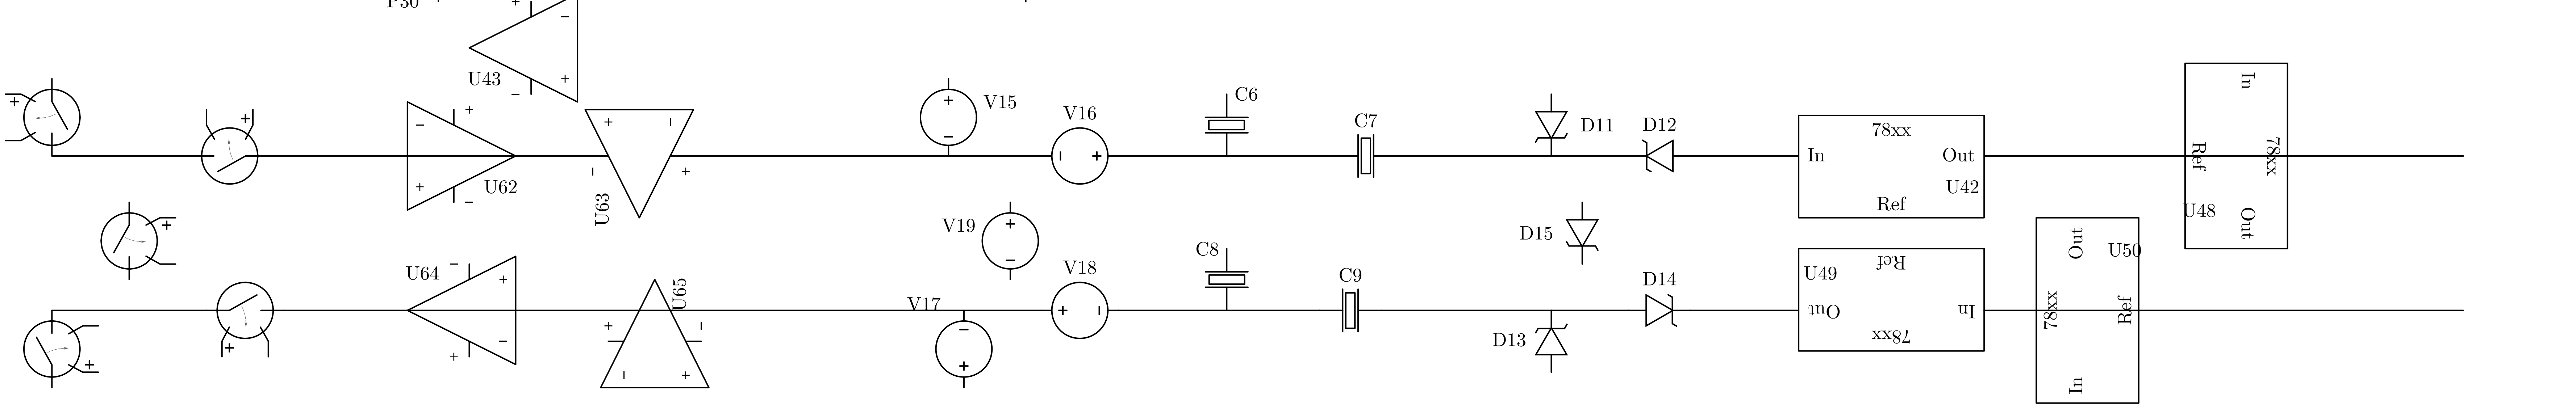 U43
V15
C6
V16
C7
D11
D12
78xx
In
Out
Ref
U42
In
Ref
78xx
Out
U48
U62
U63
V19
D15
C8
V18
V17
C9
D14
D13
U64
U65
U49
Ref
Out
In
78xx
Out
U50
78xx
Ref
In